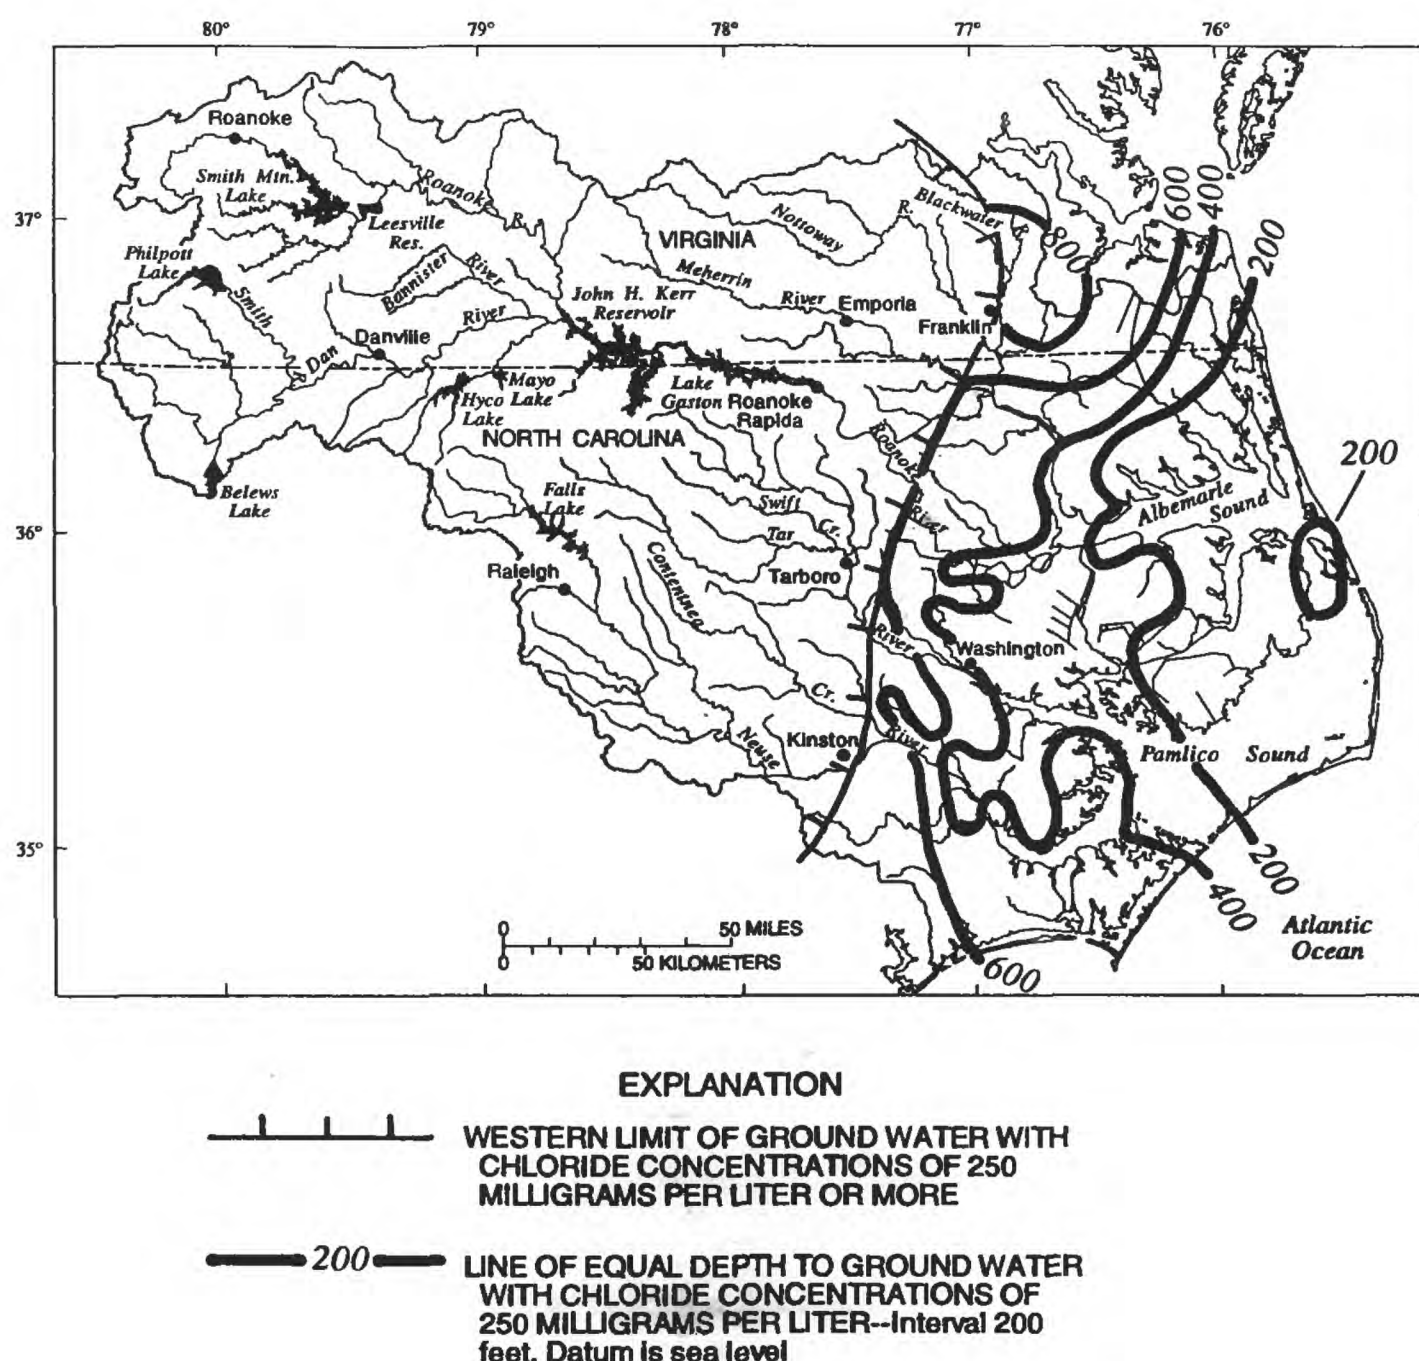 80° 79° 78° 77° 76°
37°
36°
35°
Roanoke
Smith Mtn.
Lake
Leesville
Res.
Roanoke R.
Philpott
Lake
Smith
Bannister River
Dan River
Danville
VIRGINIA
Nottoway
Meherrin River
Emporia
Blackwater R.
R.
Franklin
John H. Kerr
Reservoir
Mayo
Lake
Hyco
Lake
Lake
Gaston
Roanoke
Rapida
NORTH CAROLINA
Belews
Lake
Falls
Lake
Raleigh
Swift Cr.
Tar
Tarboro
River
Contentnea
Cr.
Roanoke
River
Washington
Kinston
Neuse
River
Albemarle
Sound
Pamlico Sound
Atlantic
Ocean
600
400
200
800
200
200
400
600
0 50 MILES
0 50 KILOMETERS
EXPLANATION
WESTERN LIMIT OF GROUND WATER WITH
CHLORIDE CONCENTRATIONS OF 250
MILLIGRAMS PER LITER OR MORE
200
LINE OF EQUAL DEPTH TO GROUND WATER
WITH CHLORIDE CONCENTRATIONS OF
250 MILLIGRAMS PER LITER--Interval 200
feet. Datum is sea level